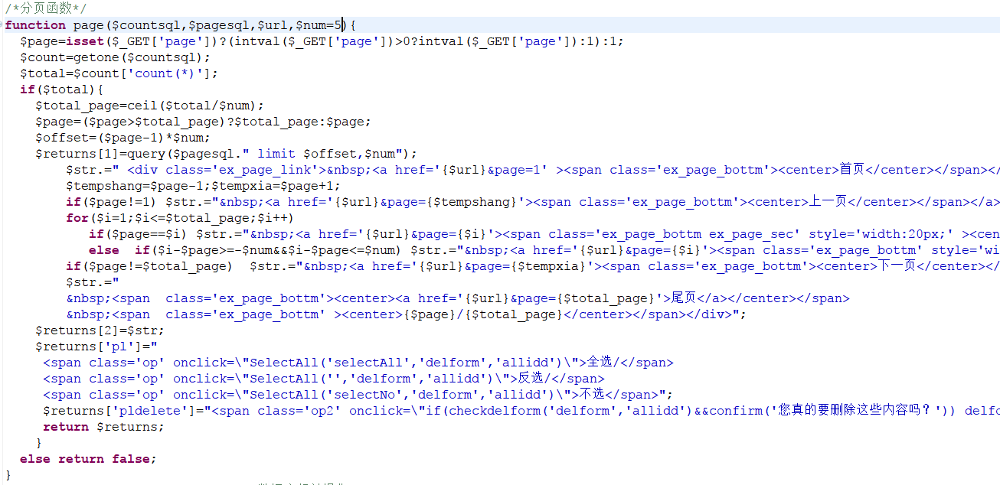 /*分页函数*/
function page($countsql,$pagesql,$url,$num=5){
$page=isset($_GET['page'])?(intval($_GET['page'])>0?intval($_GET['page']):1):1;
$count=getone($countsql);
$total=$count['count(*)'];
if($total){
$total_page=ceil($total/$num);
$page=($page>$total_page)?$total_page:$page;
$offset=($page-1)*$num;
$returns[1]=query($pagesql." limit $offset,$num");
$str.=" <div class='ex_page_link'>&nbsp;<a href='{$url}&page=1' ><span class='ex_page_bottm'><center>首页</center></span></
$tempshang=$page-1;$tempxia=$page+1;
if($page!=1) $str.="&nbsp;<a href='{$url}&page={$tempshang}'><span class='ex_page_bottm'><center>上一页</center></span></a>
for($i=1;$i<=$total_page;$i++)
if($page==$i) $str.="&nbsp;<a href='{$url}&page={$i}'><span class='ex_page_bottm ex_page_sec' style='width:20px;' ><cen
else  if($i-$page>=-$num&&$i-$page<=$num) $str.="&nbsp;<a href='{$url}&page={$i}'><span class='ex_page_bottm' style='wi
if($page!=$total_page)  $str.="&nbsp;<a href='{$url}&page={$tempxia}'><span class='ex_page_bottm'><center>下一页</center></
$str.="
&nbsp;<span  class='ex_page_bottm'><center><a href='{$url}&page={$total_page}'>尾页</a></center></span>
&nbsp;<span  class='ex_page_bottm' ><center>{$page}/{$total_page}</center></span></div>";
$returns[2]=$str;
$returns['pl']="
<span class='op' onclick=\"SelectAll('selectAll','delform','allidd')\">全选/</span>
<span class='op' onclick=\"SelectAll('','delform','allidd')\">反选/</span>
<span class='op' onclick=\"SelectAll('selectNo','delform','allidd')\">不选</span>";
$returns['pldelete']="<span class='op2' onclick=\"if(checkdelform('delform','allidd')&&confirm('您真的要删除这些内容吗？')) delfo
return $returns;
}
else return false;
}